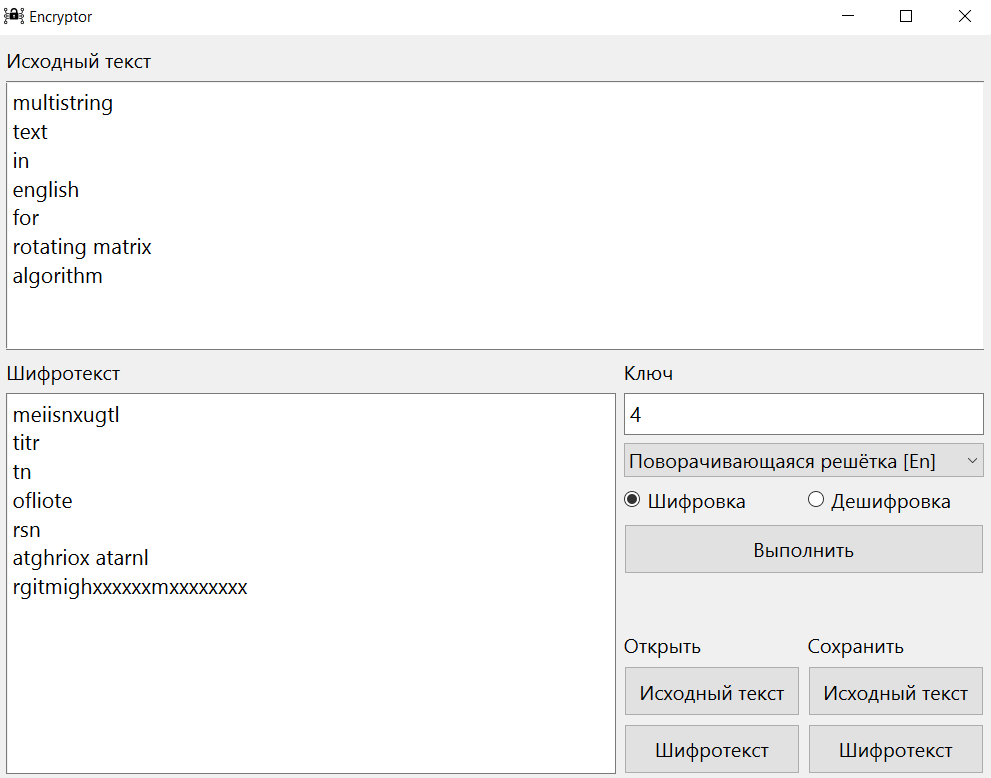 Encryptor
Исходный текст
multistring
text
in
english
for
rotating matrix
algorithm
Шифротекст
meiisnxugtl
titr
tn
ofliote
rsn
atghriox atarnl
rgitmighxxxxxxmxxxxxxxx
Ключ
4
Поворачивающаяся решётка [En]
Шифровка
Дешифровка
Выполнить
Открыть
Сохранить
Исходный текст
Исходный текст
Шифротекст
Шифротекст